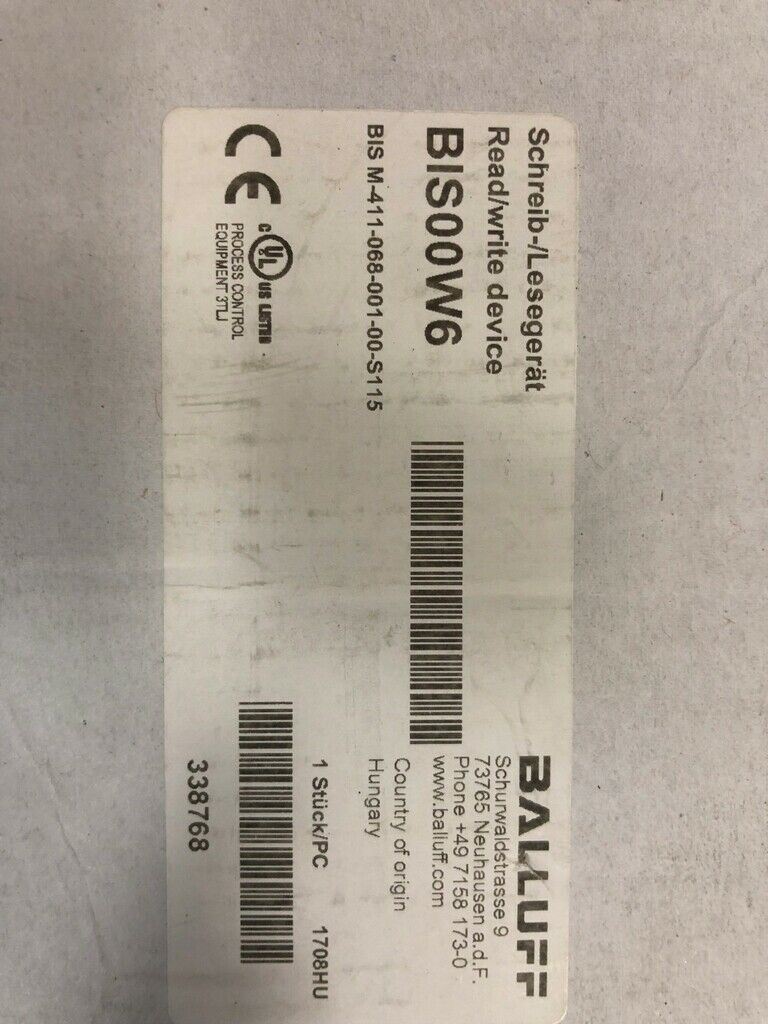 Schreib-/Lesegerät
Read/write device
BIS00W6
BIS M-411-068-001-00-S115
CE
c UL US LISTED
PROCESS CONTROL
EQUIPMENT 3TLJ
BALLUFF
Schurwaldstrasse 9
73765 Neuhausen a.d.F.
Phone +49 7158 173-0
www.balluff.com
Country of origin
Hungary
1 Stück/PC 1708HU
338768